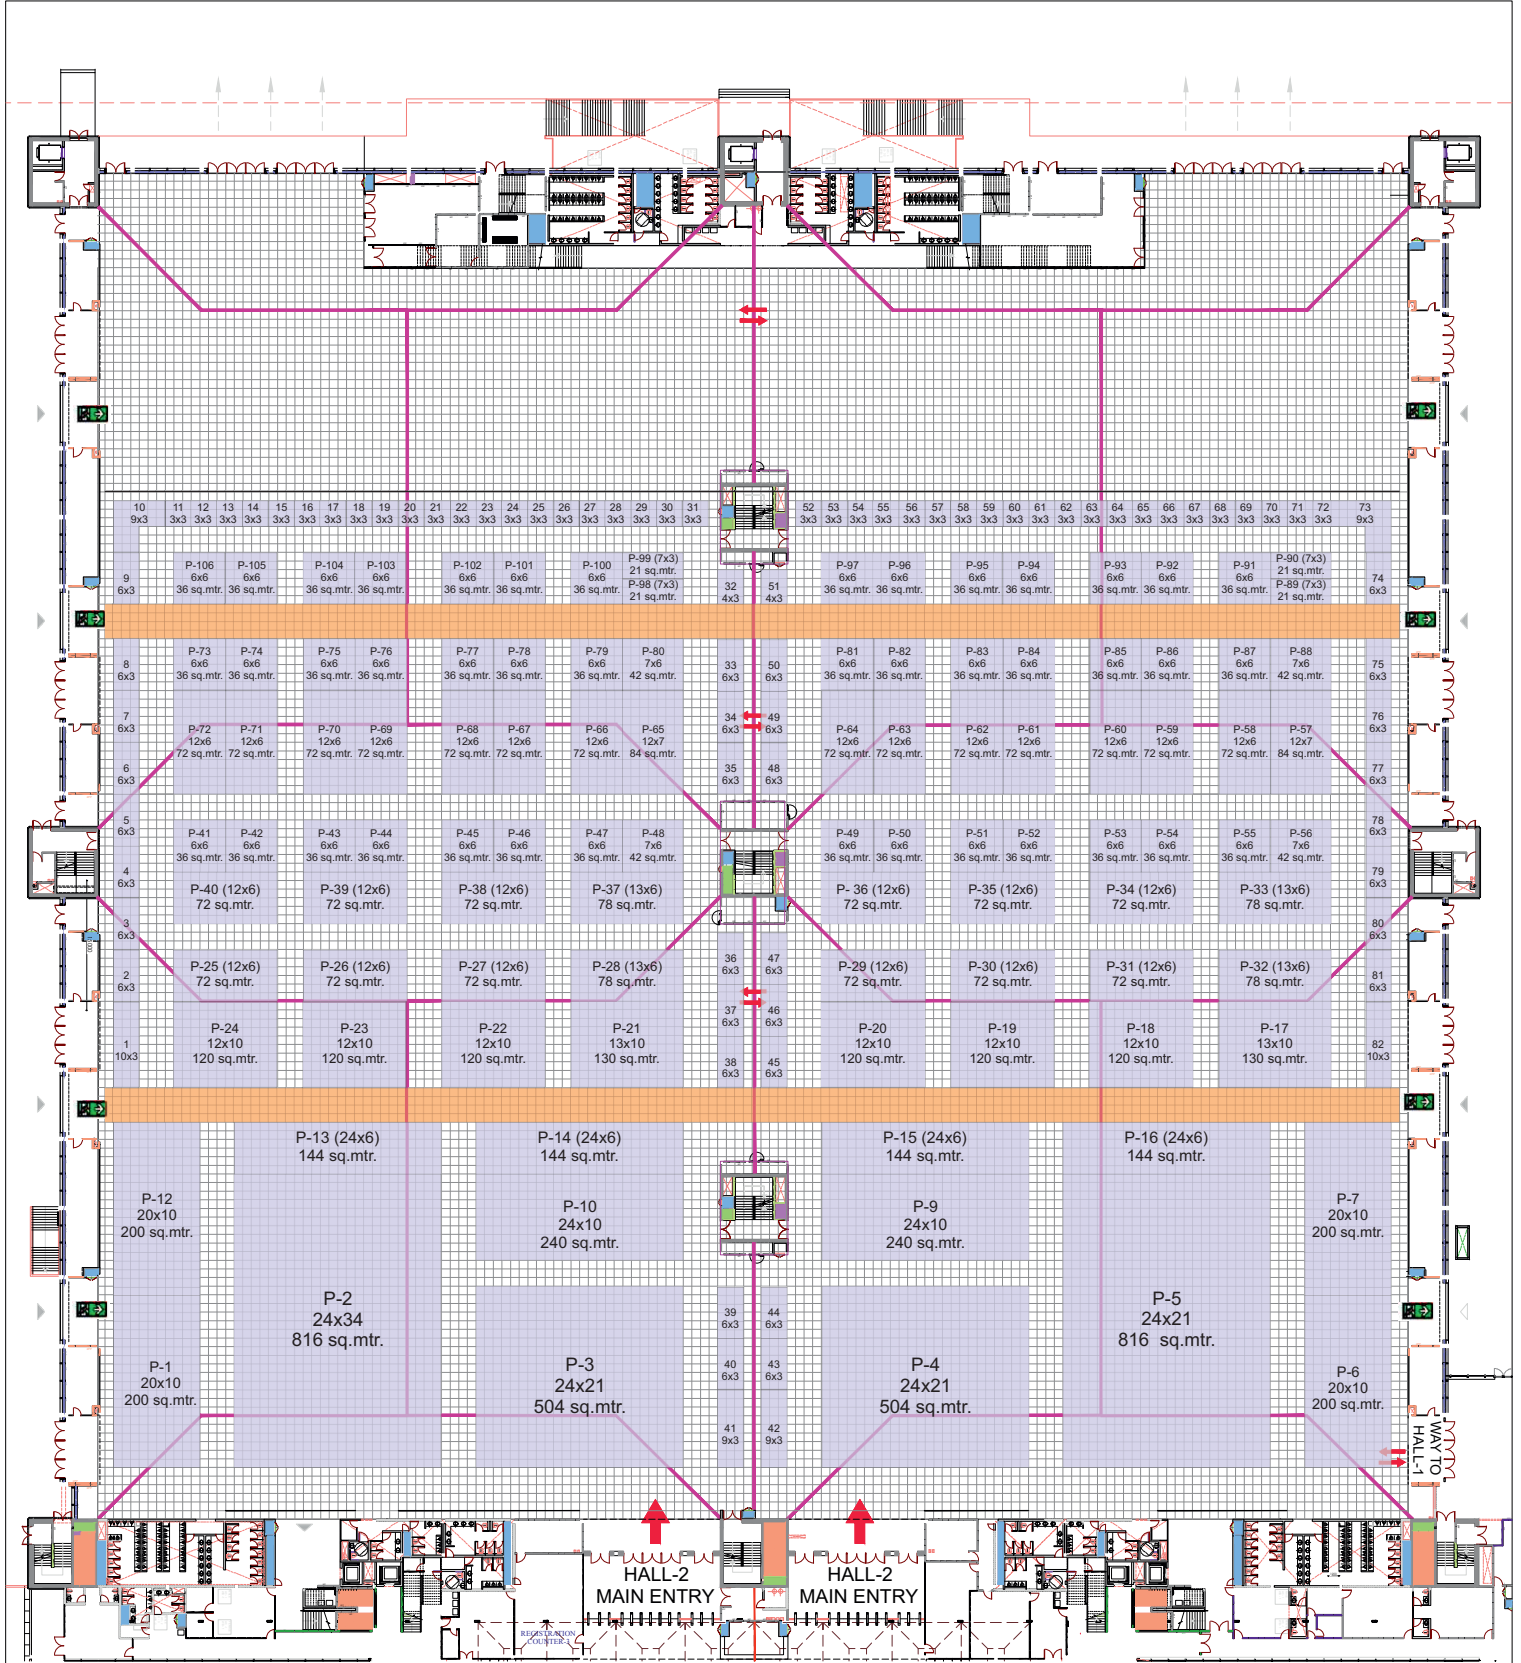 10 11 12 13 14 15 16 17 18 19 20 21 22 23 24 25 26 27 28 29 30 31 52 53 54 55 56 57 58 59 60 61 62 63 64 65 66 67 68 69 70 71 72 73
9x3 3x3 3x3 3x3 3x3 3x3 3x3 3x3 3x3 3x3 3x3 3x3 3x3 3x3 3x3 3x3 3x3 3x3 3x3 3x3 3x3 3x3 3x3 3x3 3x3 3x3 3x3 3x3 3x3 3x3 3x3 3x3 3x3 3x3 3x3 3x3 3x3 3x3 3x3 3x3 3x3 3x3 3x3 9x3
P-99 (7x3) P-90 (7x3)
P-106 P-105 P-104 P-103 P-102 P-101 P-100 21 sq.mtr. P-97 P-96 P-95 P-94 P-93 P-92 P-91 21 sq.mtr.
9 6x6 6x6 6x6 6x6 6x6 6x6 6x6 P-98 (7x3) 32 51 6x6 6x6 6x6 6x6 6x6 6x6 6x6 P-89 (7x3) 74
6x3 36 sq.mtr. 36 sq.mtr. 36 sq.mtr. 36 sq.mtr. 36 sq.mtr. 36 sq.mtr. 36 sq.mtr. 21 sq.mtr. 4x3 4x3 36 sq.mtr. 36 sq.mtr. 36 sq.mtr. 36 sq.mtr. 36 sq.mtr. 36 sq.mtr. 36 sq.mtr. 21 sq.mtr. 6x3
P-73 P-74 P-75 P-76 P-77 P-78 P-79 P-80 P-81 P-82 P-83 P-84 P-85 P-86 P-87 P-88
8 6x6 6x6 6x6 6x6 6x6 6x6 6x6 7x6 33 50 6x6 6x6 6x6 6x6 6x6 6x6 6x6 7x6 75
6x3 36 sq.mtr. 36 sq.mtr. 36 sq.mtr. 36 sq.mtr. 36 sq.mtr. 36 sq.mtr. 36 sq.mtr. 42 sq.mtr. 6x3 6x3 36 sq.mtr. 36 sq.mtr. 36 sq.mtr. 36 sq.mtr. 36 sq.mtr. 36 sq.mtr. 36 sq.mtr. 42 sq.mtr. 6x3
7 34 49 76
6x3 6x3 6x3 6x3
P-72 P-71 P-70 P-69 P-68 P-67 P-66 P-65 P-64 P-63 P-62 P-61 P-60 P-59 P-58 P-57
12x6 12x6 12x6 12x6 12x6 12x6 12x6 12x7 12x6 12x6 12x6 12x6 12x6 12x6 12x6 12x7
72 sq.mtr. 72 sq.mtr. 72 sq.mtr. 72 sq.mtr. 72 sq.mtr. 72 sq.mtr. 72 sq.mtr. 84 sq.mtr. 72 sq.mtr. 72 sq.mtr. 72 sq.mtr. 72 sq.mtr. 72 sq.mtr. 72 sq.mtr. 72 sq.mtr. 84 sq.mtr.
6 35 48 77
6x3 6x3 6x3 6x3
5 78
6x3 6x3
P-41 P-42 P-43 P-44 P-45 P-46 P-47 P-48 P-49 P-50 P-51 P-52 P-53 P-54 P-55 P-56
6x6 6x6 6x6 6x6 6x6 6x6 6x6 7x6 6x6 6x6 6x6 6x6 6x6 6x6 6x6 7x6
36 sq.mtr. 36 sq.mtr. 36 sq.mtr. 36 sq.mtr. 36 sq.mtr. 36 sq.mtr. 36 sq.mtr. 42 sq.mtr. 36 sq.mtr. 36 sq.mtr. 36 sq.mtr. 36 sq.mtr. 36 sq.mtr. 36 sq.mtr. 36 sq.mtr. 42 sq.mtr.
4 79
6x3 6x3
P-40 (12x6) P-39 (12x6) P-38 (12x6) P-37 (13x6) P- 36 (12x6) P-35 (12x6) P-34 (12x6) P-33 (13x6)
72 sq.mtr. 72 sq.mtr. 72 sq.mtr. 78 sq.mtr. 72 sq.mtr. 72 sq.mtr. 72 sq.mtr. 78 sq.mtr.
3 80
6x3 6x3
P-25 (12x6) P-26 (12x6) P-27 (12x6) P-28 (13x6) 36 47 P-29 (12x6) P-30 (12x6) P-31 (12x6) P-32 (13x6)
2 72 sq.mtr. 72 sq.mtr. 72 sq.mtr. 78 sq.mtr. 6x3 6x3 72 sq.mtr. 72 sq.mtr. 72 sq.mtr. 78 sq.mtr. 81
6x3 6x3
37 46
6x3 6x3
P-24 P-23 P-22 P-21 P-20 P-19 P-18 P-17
1 12x10 12x10 12x10 13x10 12x10 12x10 12x10 13x10 82
10x3 120 sq.mtr. 120 sq.mtr. 120 sq.mtr. 130 sq.mtr. 120 sq.mtr. 120 sq.mtr. 120 sq.mtr. 130 sq.mtr. 10x3
38 45
6x3 6x3
P-13 (24x6) P-14 (24x6) P-15 (24x6) P-16 (24x6)
144 sq.mtr. 144 sq.mtr. 144 sq.mtr. 144 sq.mtr.
P-12 P-10 P-9 P-7
20x10 24x10 24x10 20x10
200 sq.mtr. 240 sq.mtr. 240 sq.mtr. 200 sq.mtr.
P-2 P-5
24x34 24x21
816 sq.mtr. 816 sq.mtr.
39 44
6x3 6x3
P-1 P-3 40 43 P-4 P-6
20x10 24x21 6x3 6x3 24x21 20x10
200 sq.mtr. 504 sq.mtr. 504 sq.mtr. 200 sq.mtr.
41 42
9x3 9x3
WAY TO
HALL-1
HALL-2 HALL-2
MAIN ENTRY MAIN ENTRY
REGISTRATION
COUNTER-3